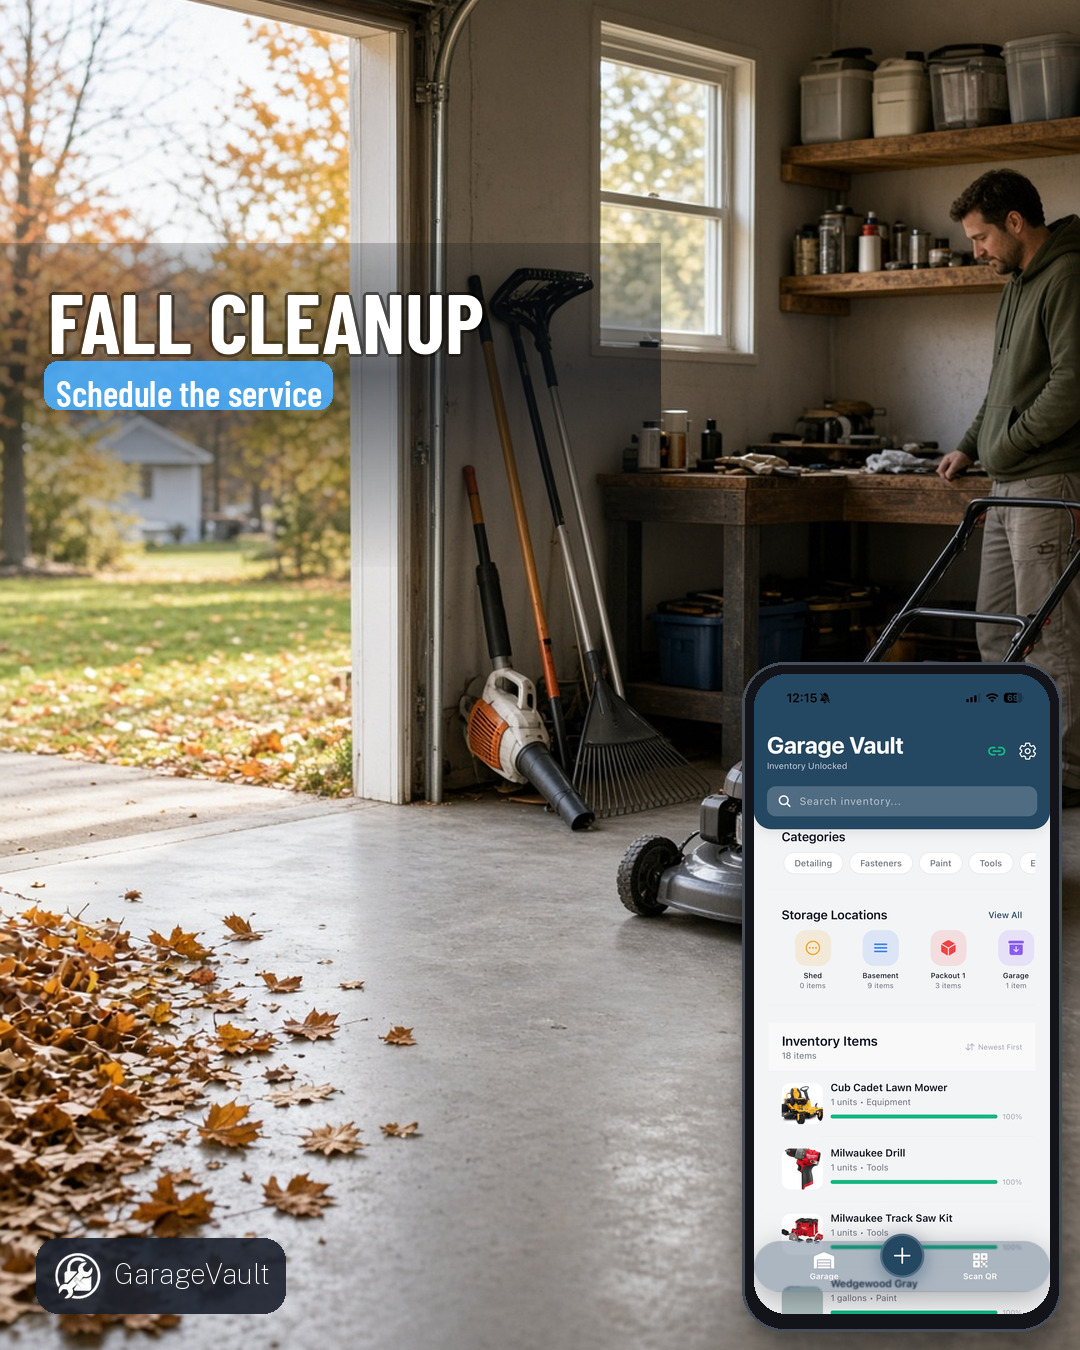 FALL CLEANUP
Schedule the service
12:15
Garage Vault
Inventory Unlocked
Search inventory...
Categories
Detailing
Fasteners
Paint
Tools
E
Storage Locations
View All
Shed
0 items
Basement
9 items
Packout 1
3 items
Garage
1 item
Inventory Items
18 items
Newest First
Cub Cadet Lawn Mower
1 units • Equipment
100%
Milwaukee Drill
1 units • Tools
100%
Milwaukee Track Saw Kit
1 units • Tools
100%
Garage
Scan QR
Wedgewood Gray
1 gallons • Paint
100%
GarageVault